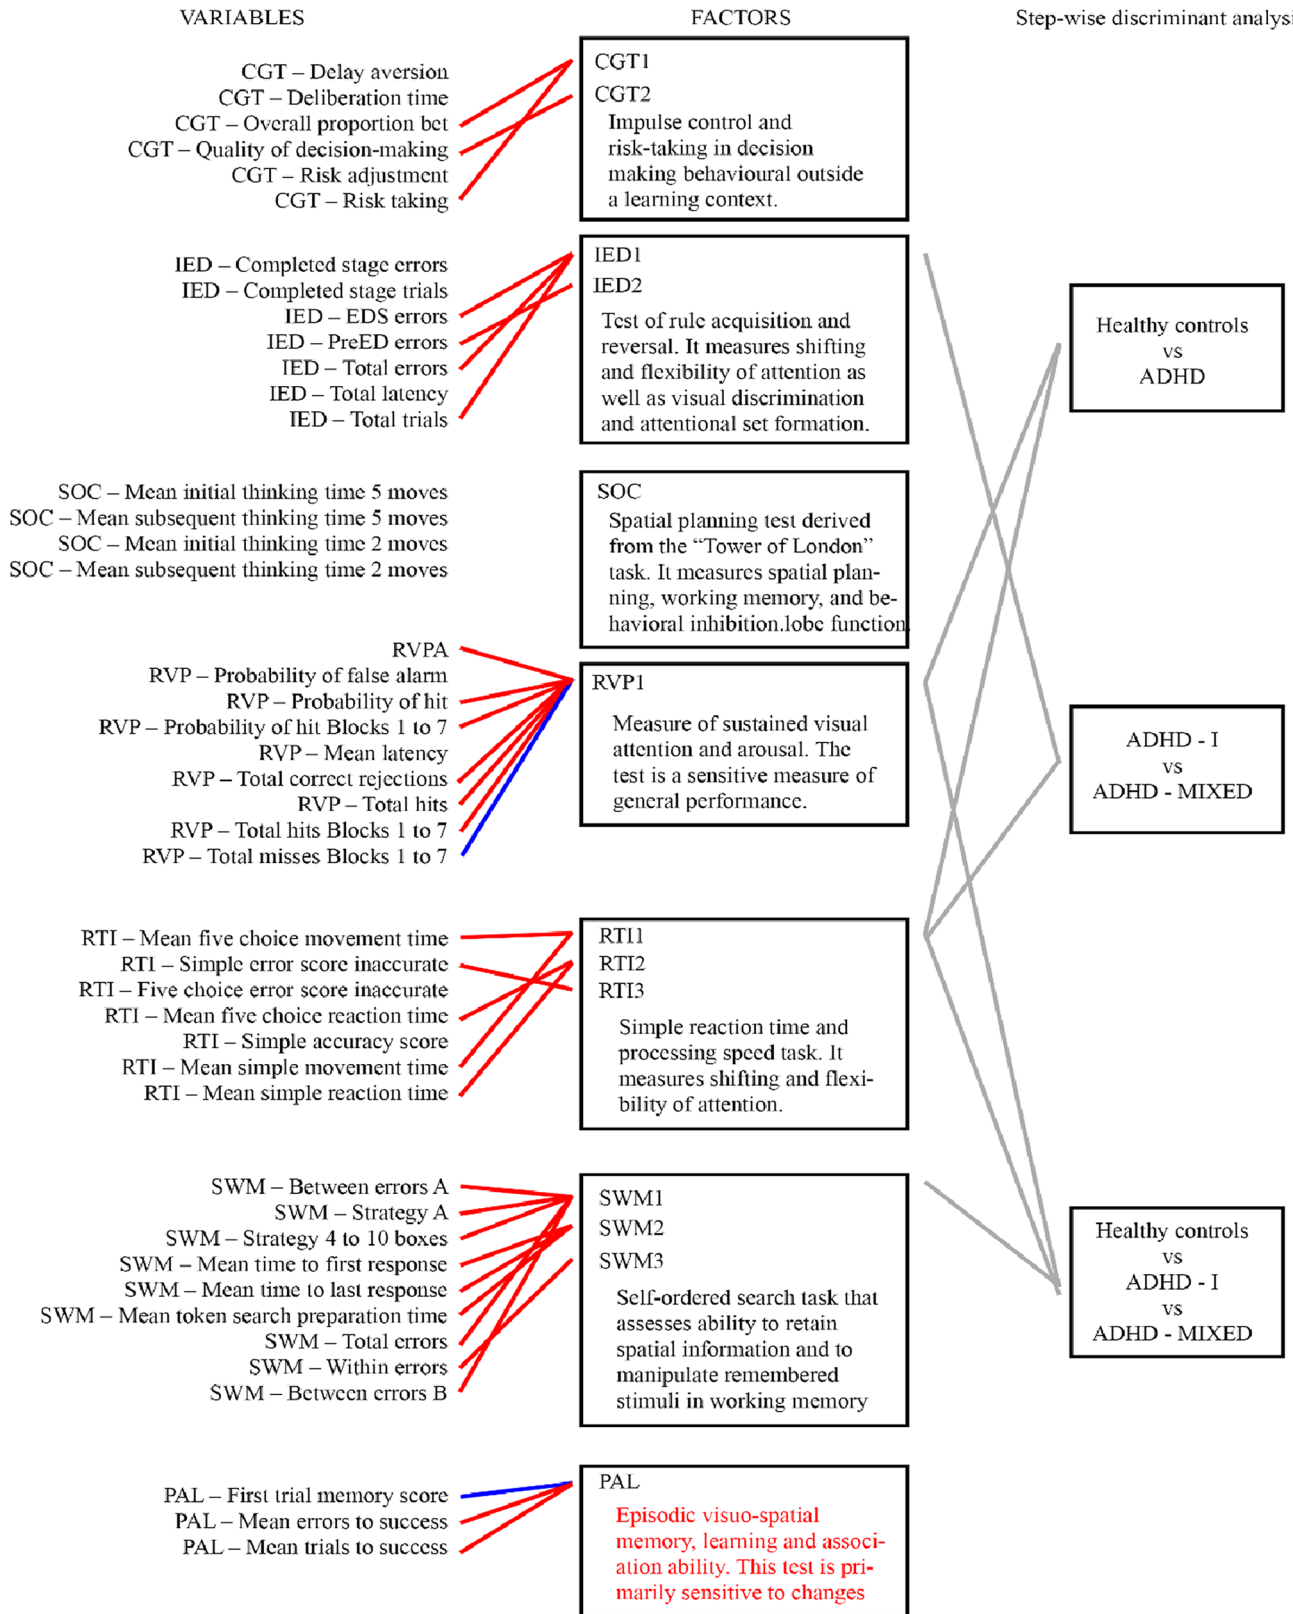 VARIABLES
FACTORS
Step-wise discriminant analysi
CGT – Delay aversion
CGT – Deliberation time
CGT – Overall proportion bet
CGT – Quality of decision-making
CGT – Risk adjustment
CGT – Risk taking
CGT1
CGT2
Impulse control and
risk-taking in decision
making behavioural outside
a learning context.
IED – Completed stage errors
IED – Completed stage trials
IED – EDS errors
IED – PreED errors
IED – Total errors
IED – Total latency
IED – Total trials
IED1
IED2
Test of rule acquisition and
reversal. It measures shifting
and flexibility of attention as
well as visual discrimination
and attentional set formation.
SOC – Mean initial thinking time 5 moves
SOC – Mean subsequent thinking time 5 moves
SOC – Mean initial thinking time 2 moves
SOC – Mean subsequent thinking time 2 moves
SOC
Spatial planning test derived
from the “Tower of London”
task. It measures spatial plan-
ning, working memory, and be-
havioral inhibition.lobe function.
RVPA
RVP – Probability of false alarm
RVP – Probability of hit
RVP – Probability of hit Blocks 1 to 7
RVP – Mean latency
RVP – Total correct rejections
RVP – Total hits
RVP – Total hits Blocks 1 to 7
RVP – Total misses Blocks 1 to 7
RVP1
Measure of sustained visual
attention and arousal. The
test is a sensitive measure of
general performance.
RTI – Mean five choice movement time
RTI – Simple error score inaccurate
RTI – Five choice error score inaccurate
RTI – Mean five choice reaction time
RTI – Simple accuracy score
RTI – Mean simple movement time
RTI – Mean simple reaction time
RTI1
RTI2
RTI3
Simple reaction time and
processing speed task. It
measures shifting and flexi-
bility of attention.
SWM – Between errors A
SWM – Strategy A
SWM – Strategy 4 to 10 boxes
SWM – Mean time to first response
SWM – Mean time to last response
SWM – Mean token search preparation time
SWM – Total errors
SWM – Within errors
SWM – Between errors B
SWM1
SWM2
SWM3
Self-ordered search task that
assesses ability to retain
spatial information and to
manipulate remembered
stimuli in working memory
PAL – First trial memory score
PAL – Mean errors to success
PAL – Mean trials to success
PAL
Episodic visuo-spatial
memory, learning and associ-
ation ability. This test is pri-
marily sensitive to changes
Healthy controls
vs
ADHD
ADHD - I
vs
ADHD - MIXED
Healthy controls
vs
ADHD - I
vs
ADHD - MIXED